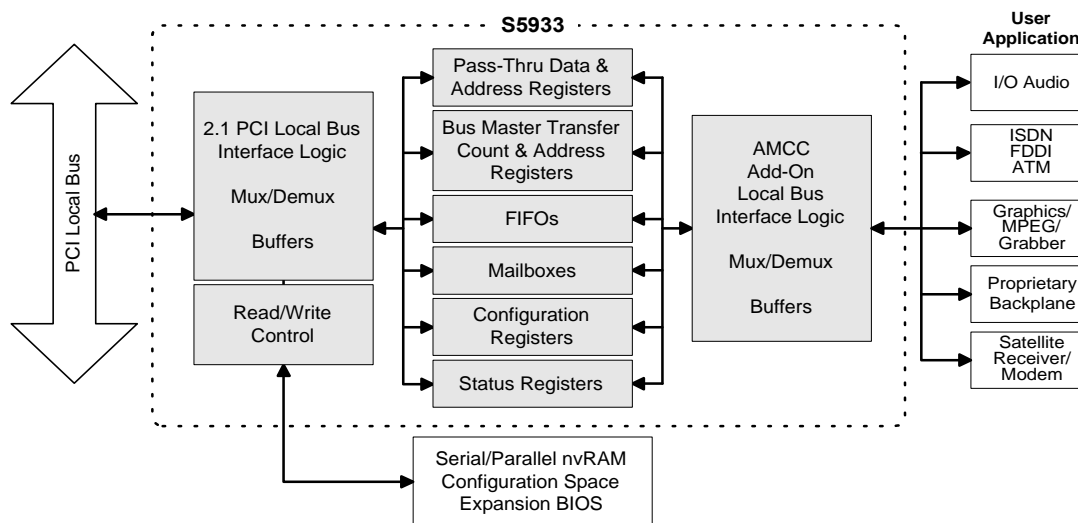 S5933
User
Application
PCI Local Bus
2.1 PCI Local Bus
Interface Logic
Mux/Demux
Buffers
Read/Write
Control
Pass-Thru Data &
Address Registers
Bus Master Transfer
Count & Address
Registers
FIFOs
Mailboxes
Configuration
Registers
Status Registers
AMCC
Add-On
Local Bus
Interface Logic
Mux/Demux
Buffers
I/O Audio
ISDN
FDDI
ATM
Graphics/
MPEG/
Grabber
Proprietary
Backplane
Satellite
Receiver/
Modem
Serial/Parallel nvRAM
Configuration Space
Expansion BIOS